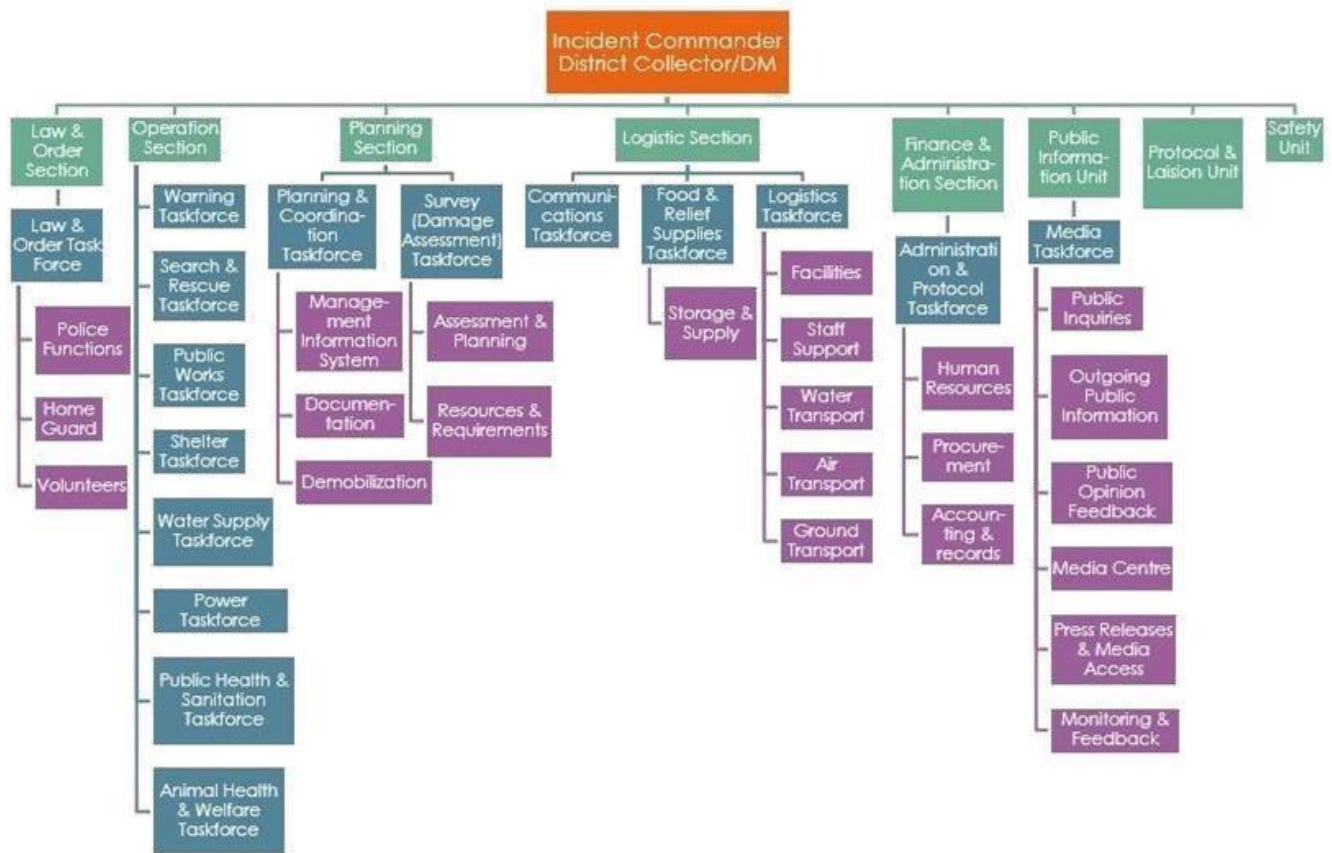 Incident Commander
District Collector/DM
Law &
Order
Section
Operation
Section
Planning
Section
Logistic Section
Finance &
Administra-
tion Section
Public
Informa-
tion Unit
Protocol &
Laision Unit
Safety
Unit
Law &
Order Task
Force
Police
Functions
Home
Guard
Volunteers
Warning
Taskforce
Search &
Rescue
Taskforce
Public
Works
Taskforce
Shelter
Taskforce
Water Supply
Taskforce
Power
Taskforce
Public Health &
Sanitation
Taskforce
Animal Health
& Welfare
Taskforce
Planning &
Coordina-
tion
Taskforce
Manage-
ment
Information
System
Documen-
tation
Demobilization
Survey
(Damage
Assessment)
Taskforce
Assessment &
Planning
Resources &
Requirements
Communi-
cations
Taskforce
Food &
Relief
Supplies
Taskforce
Storage &
Supply
Logistics
Taskforce
Facilities
Staff
Support
Water
Transport
Air
Transport
Ground
Transport
Administrati
on &
Protocol
Taskforce
Human
Resources
Procure-
ment
Accoun-
ting &
records
Media
Taskforce
Public
Inquiries
Outgoing
Public
Information
Public
Opinion
Feedback
Media Centre
Press Releases
& Media
Access
Monitoring &
Feedback